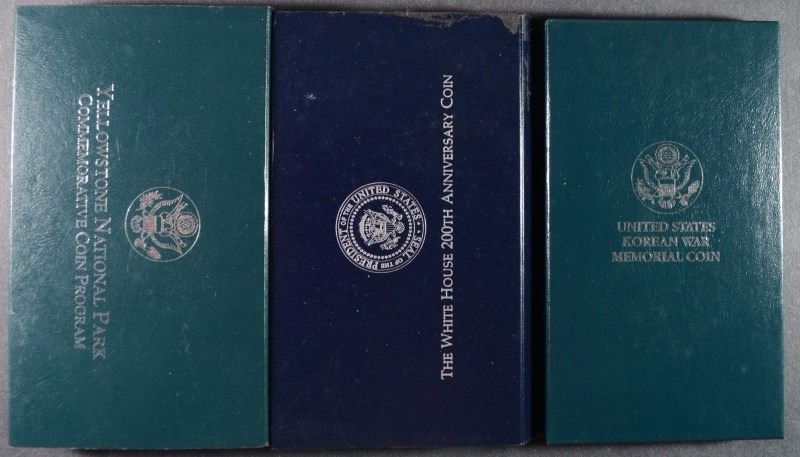 YELLOWSTONE NATIONAL PARK
COMMEMORATIVE COIN PROGRAM
SEAL OF THE PRESIDENT OF THE UNITED STATES
THE WHITE HOUSE 200TH ANNIVERSARY COIN
UNITED STATES
KOREAN WAR
MEMORIAL COIN